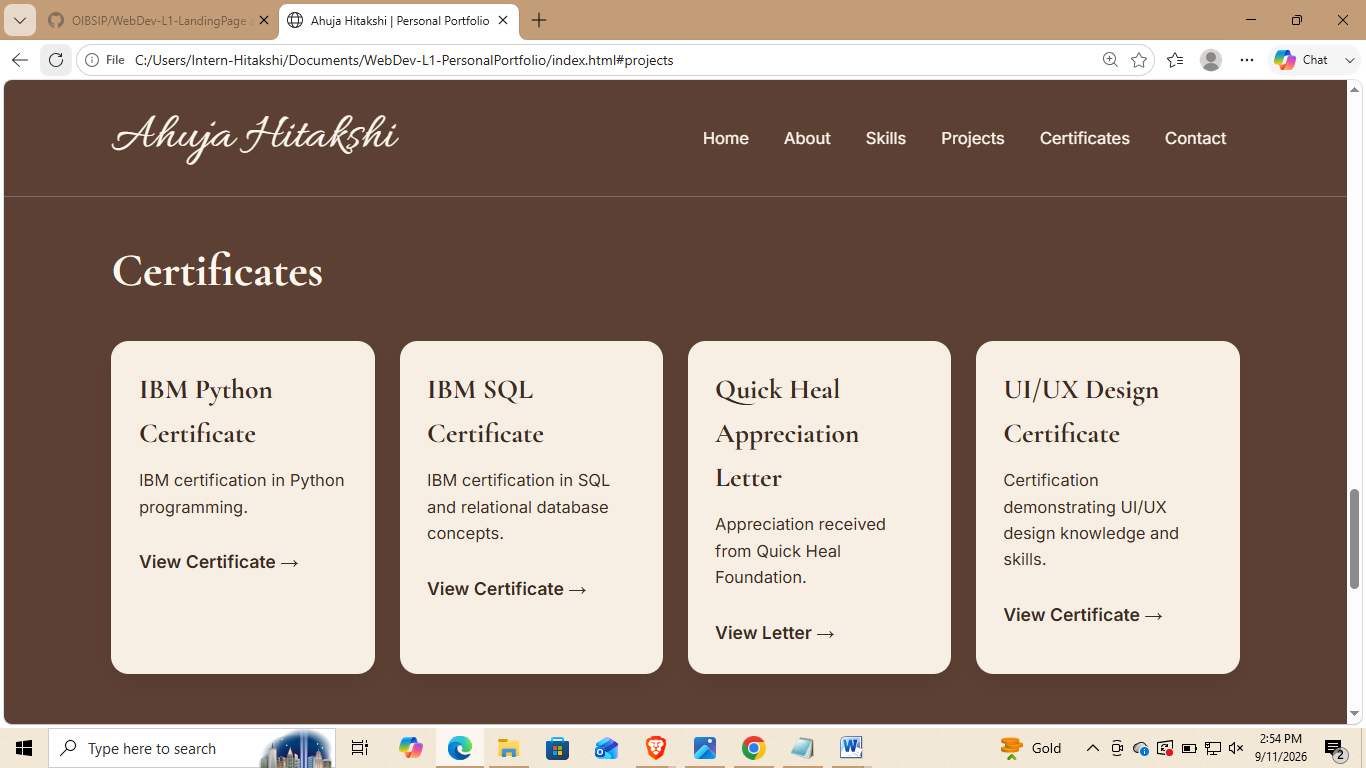 OIBSIP/WebDev-L1-LandingPage
Ahuja Hitakshi | Personal Portfolio
File C:/Users/Intern-Hitakshi/Documents/WebDev-L1-PersonalPortfolio/index.html#projects
Chat
Ahuja Hitakshi
Home About Skills Projects Certificates Contact
Certificates
IBM Python
Certificate
IBM certification in Python
programming.
View Certificate →
IBM SQL
Certificate
IBM certification in SQL
and relational database
concepts.
View Certificate →
Quick Heal
Appreciation
Letter
Appreciation received
from Quick Heal
Foundation.
View Letter →
UI/UX Design
Certificate
Certification
demonstrating UI/UX
design knowledge and
skills.
View Certificate →
Type here to search
Gold
2:54 PM
9/11/2026
2